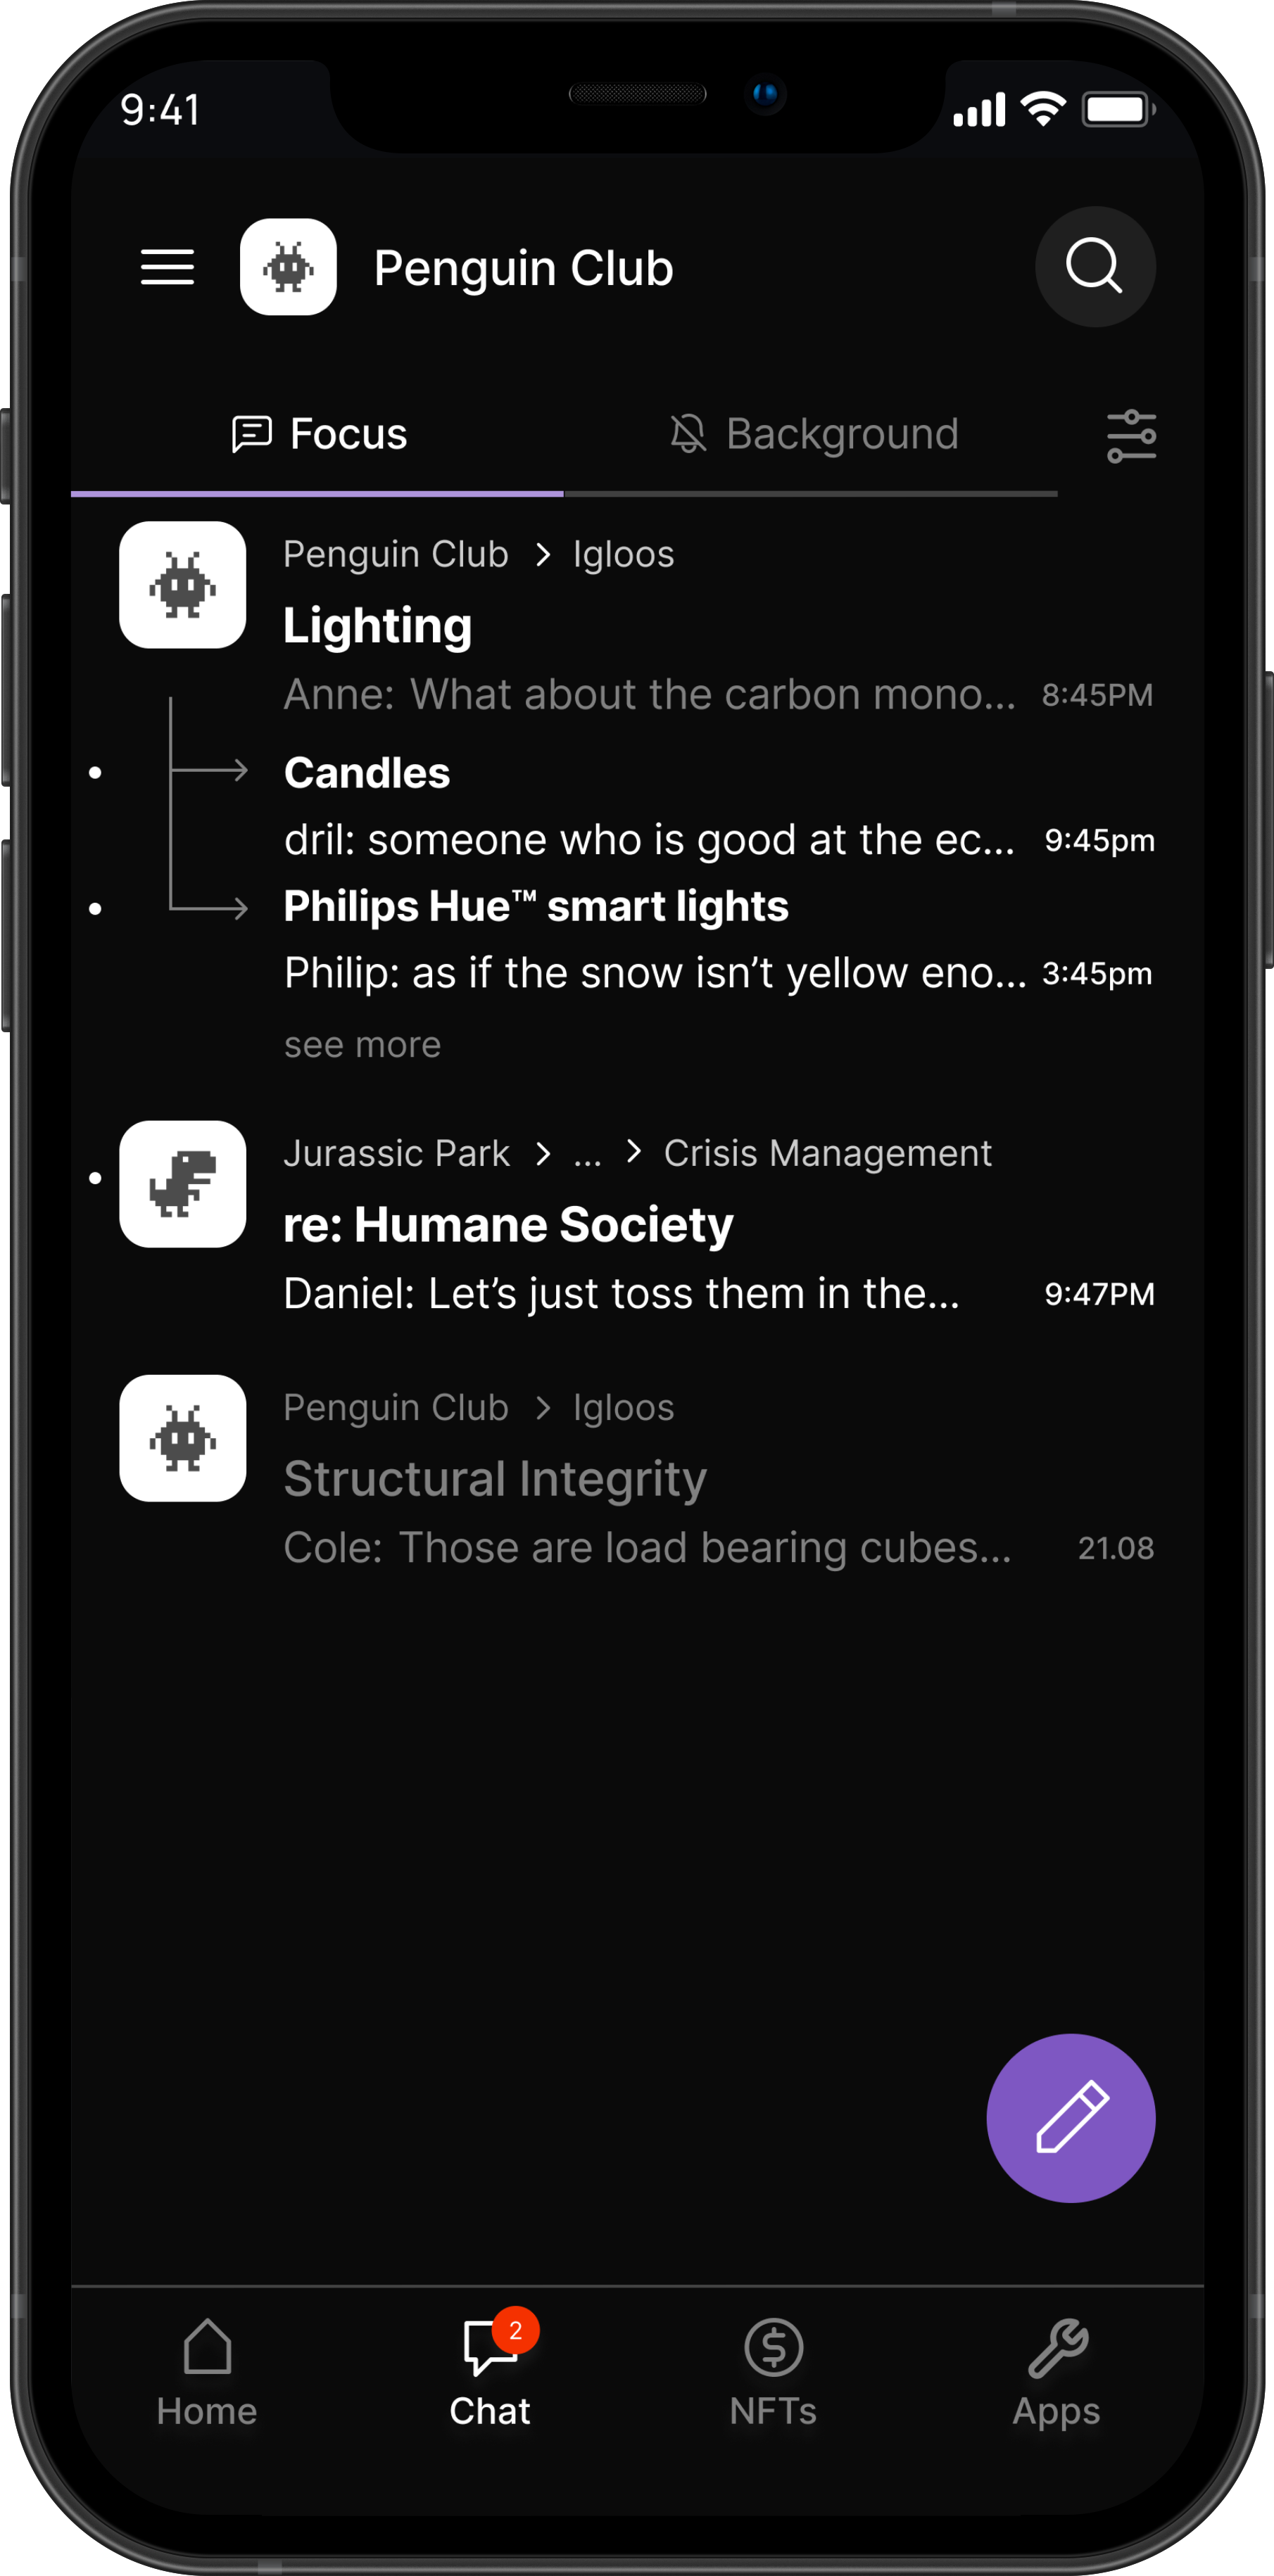 9:41
Penguin Club
Focus
Background
Penguin Club > Igloos
Lighting
Anne: What about the carbon mono... 8:45PM
Candles
dril: someone who is good at the ec... 9:45pm
Philips Hue™ smart lights
Philip: as if the snow isn’t yellow eno... 3:45pm
see more
Jurassic Park > ... > Crisis Management
re: Humane Society
Daniel: Let’s just toss them in the... 9:47PM
Penguin Club > Igloos
Structural Integrity
Cole: Those are load bearing cubes... 21.08
2
Home
Chat
NFTs
Apps